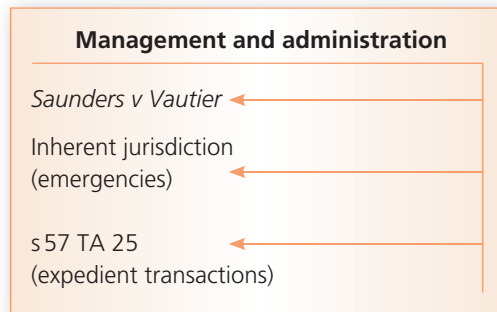 Management and administration
Saunders v Vautier
Inherent jurisdiction
(emergencies)
s 57 TA 25
(expedient transactions)